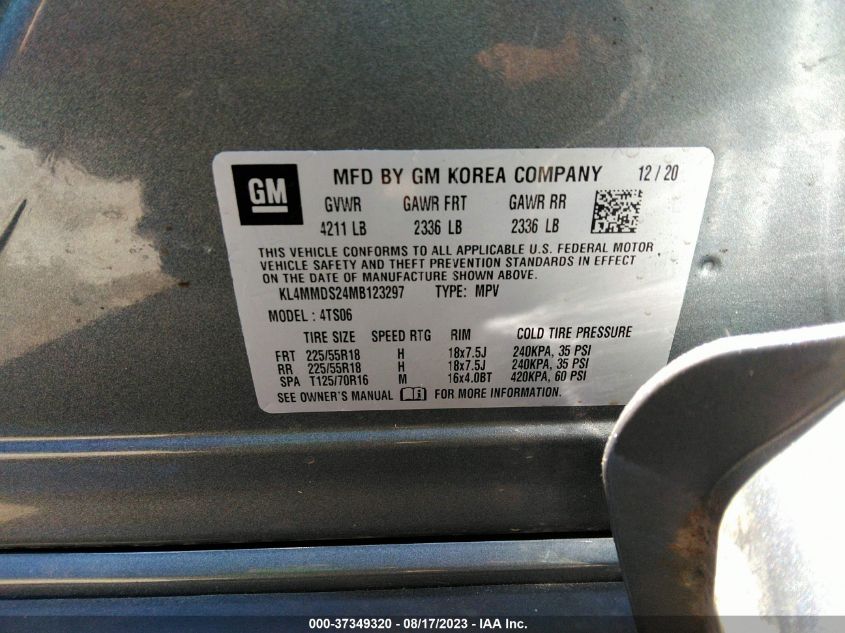 GM MFD BY GM KOREA COMPANY 12/20
GVWR GAWR FRT GAWR RR
4211 LB 2336 LB 2336 LB
THIS VEHICLE CONFORMS TO ALL APPLICABLE U.S. FEDERAL MOTOR
VEHICLE SAFETY AND THEFT PREVENTION STANDARDS IN EFFECT
ON THE DATE OF MANUFACTURE SHOWN ABOVE.
KL4MMDS24MB123297 TYPE: MPV
MODEL: 4TS06
TIRE SIZE SPEED RTG RIM COLD TIRE PRESSURE
FRT 225/55R18 H 18x7.5J 240KPA, 35 PSI
RR 225/55R18 H 18x7.5J 240KPA, 35 PSI
SPA T125/70R16 M 16x4.0BT 420KPA, 60 PSI
SEE OWNER'S MANUAL FOR MORE INFORMATION.
000-37349320 - 08/17/2023 - IAA Inc.